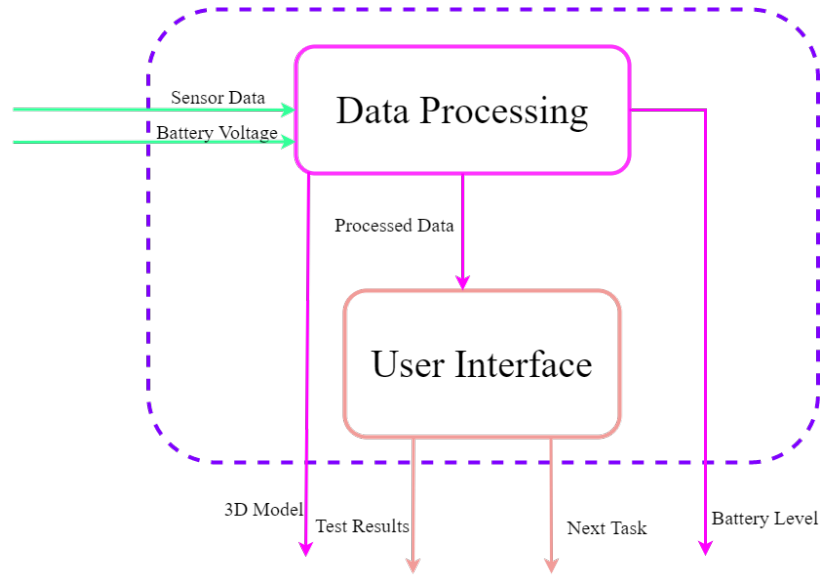 Sensor Data
Data Processing
Battery Voltage
Processed Data
User Interface
3D Model
Test Results
Next Task
Battery Level